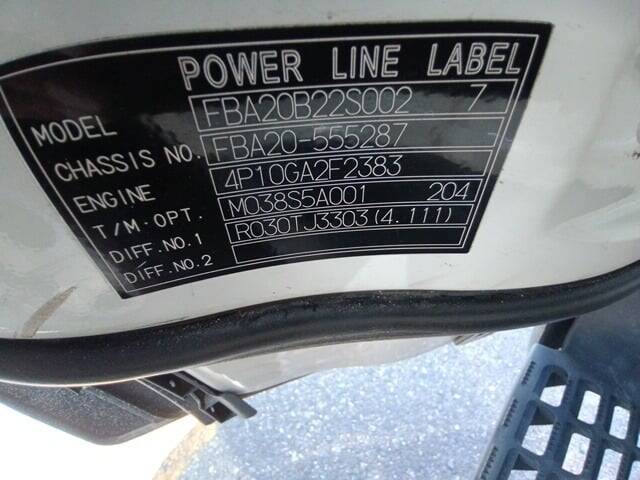 POWER LINE LABEL
MODEL FBA20B22S002 7
CHASSIS NO. FBA20-555287
ENGINE 4P10GA2F2383
T/M.OPT. M038S5A001 204
DIFF.NO.1 R030TJ3303(4.111)
DIFF.NO.2